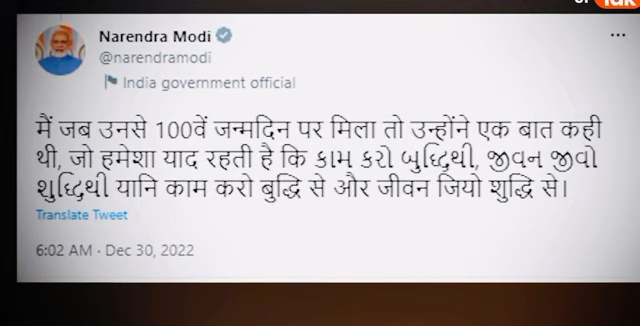 Tak
Narendra Modi
@narendramodi
India government official
मैं जब उनसे 100वें जन्मदिन पर मिला तो उन्होंने एक बात कही
थी, जो हमेशा याद रहती है कि કામ કરો બુદ્ધિથી, જીવન જીવો
શુદ્ધિથી यानि काम करो बुद्धि से और जीवन जियो शुद्धि से।
Translate Tweet
6:02 AM · Dec 30, 2022